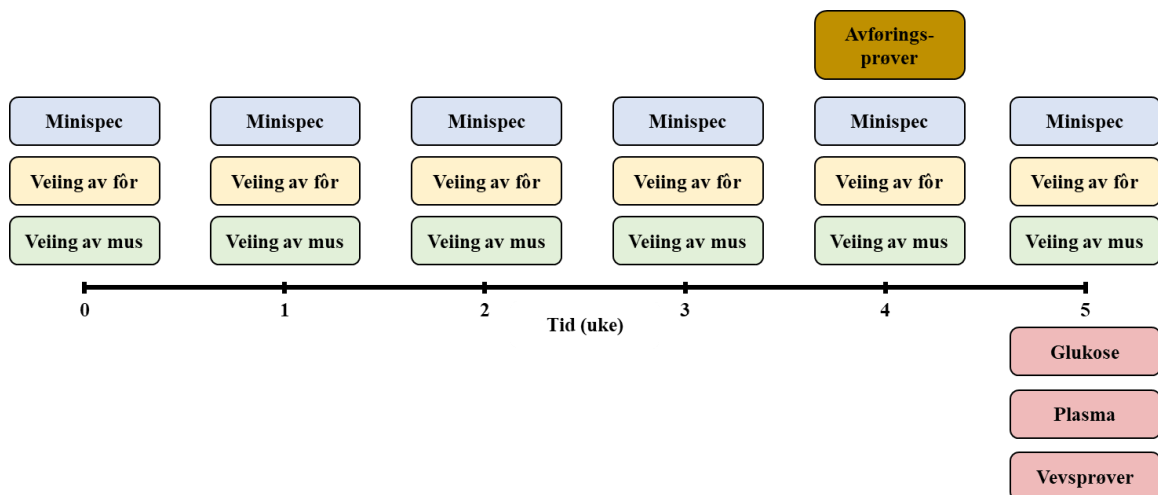 Avførings-
prøver
Minispec Minispec Minispec Minispec Minispec Minispec
Veiing av fôr Veiing av fôr Veiing av fôr Veiing av fôr Veiing av fôr Veiing av fôr
Veiing av mus Veiing av mus Veiing av mus Veiing av mus Veiing av mus Veiing av mus
0 1 2 3 4 5
Tid (uke)
Glukose
Plasma
Vevsprøver